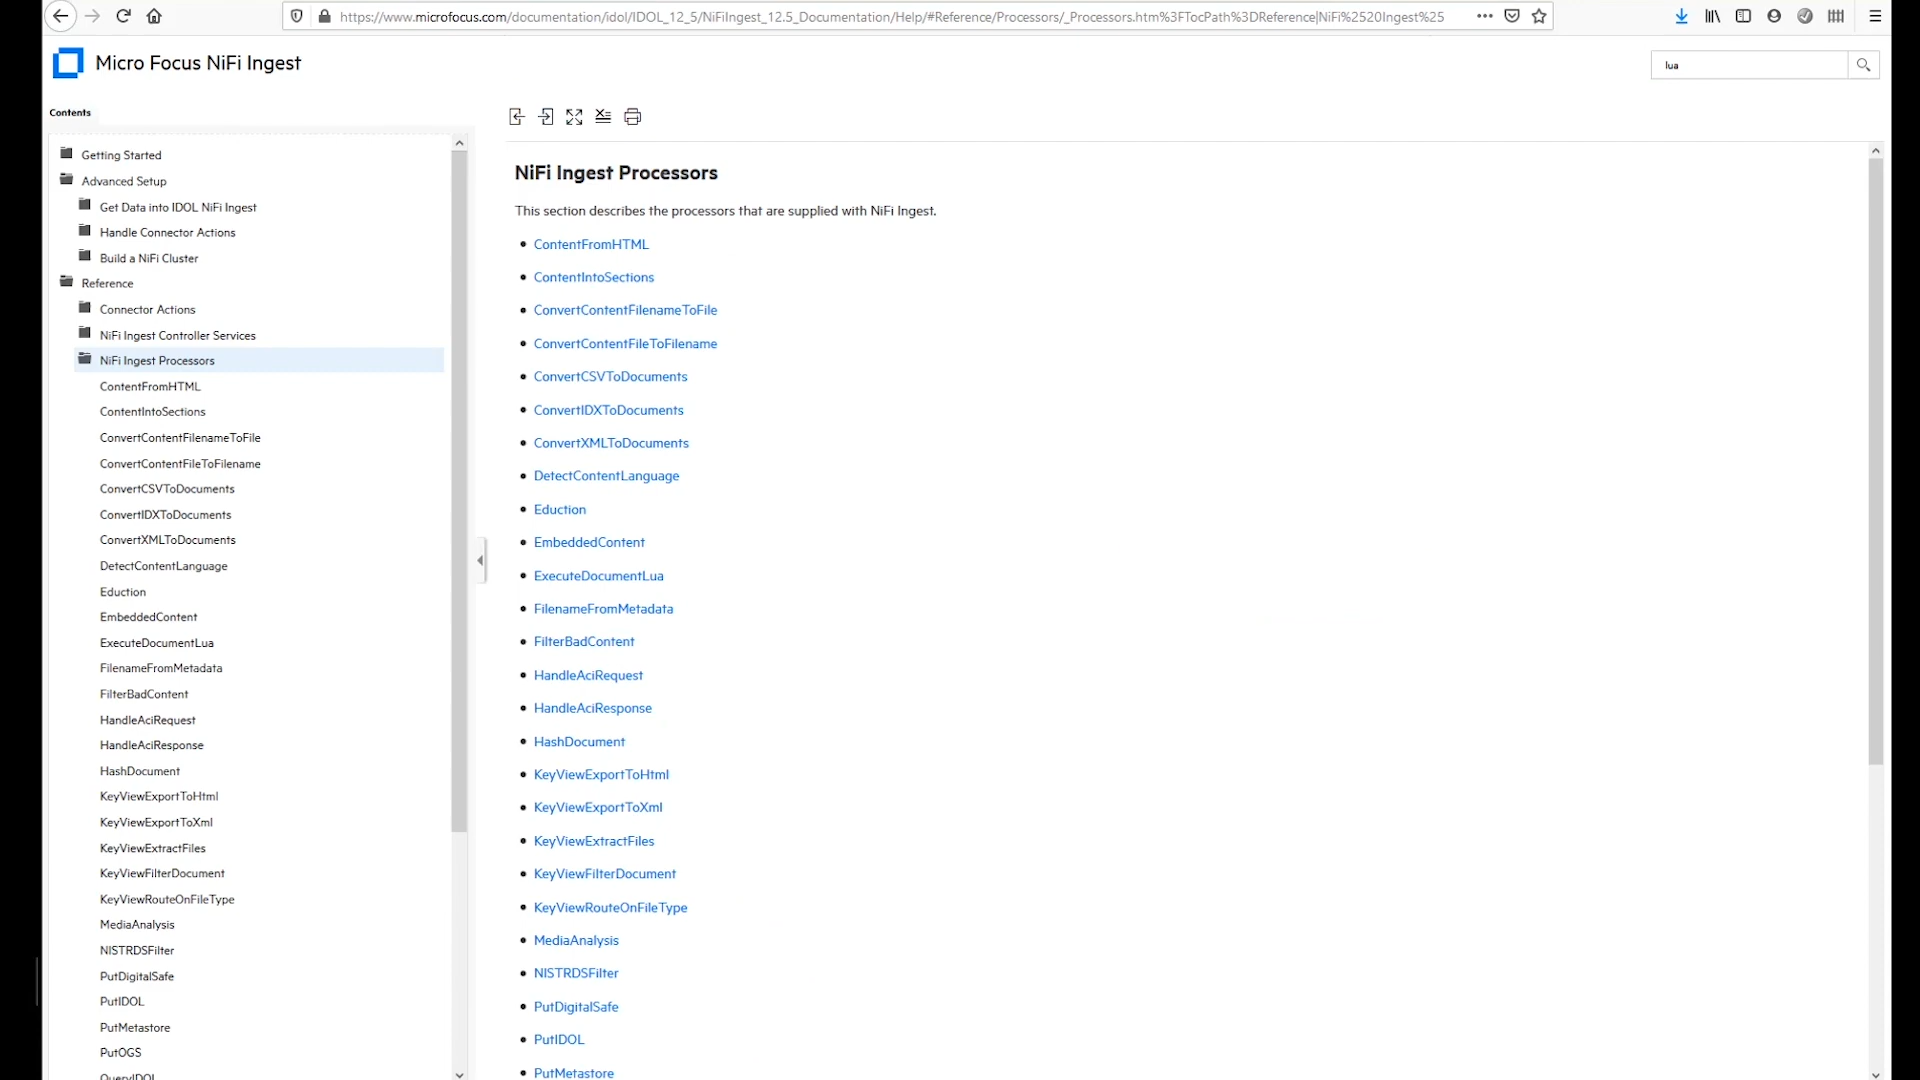 https://www.microfocus.com/documentation/idol/IDOL_12_5/NiFiIngest_12.5_Documentation/Help/#Reference/Processors/_Processors.htm%3FTocPath%3DReference|NiFi%2520Ingest%25
Micro Focus NiFi Ingest
lua
Contents
Getting Started
Advanced Setup
Get Data into IDOL NiFi Ingest
Handle Connector Actions
Build a NiFi Cluster
Reference
Connector Actions
NiFi Ingest Controller Services
NiFi Ingest Processors
ContentFromHTML
ContentIntoSections
ConvertContentFilenameToFile
ConvertContentFileToFilename
ConvertCSVToDocuments
ConvertIDXToDocuments
ConvertXMLToDocuments
DetectContentLanguage
Eduction
EmbeddedContent
ExecuteDocumentLua
FilenameFromMetadata
FilterBadContent
HandleAciRequest
HandleAciResponse
HashDocument
KeyViewExportToHtml
KeyViewExportToXml
KeyViewExtractFiles
KeyViewFilterDocument
KeyViewRouteOnFileType
MediaAnalysis
NISTRDSFilter
PutDigitalSafe
PutIDOL
PutMetastore
PutOGS
QueryIDOL
NiFi Ingest Processors
This section describes the processors that are supplied with NiFi Ingest.
• ContentFromHTML
• ContentIntoSections
• ConvertContentFilenameToFile
• ConvertContentFileToFilename
• ConvertCSVToDocuments
• ConvertIDXToDocuments
• ConvertXMLToDocuments
• DetectContentLanguage
• Eduction
• EmbeddedContent
• ExecuteDocumentLua
• FilenameFromMetadata
• FilterBadContent
• HandleAciRequest
• HandleAciResponse
• HashDocument
• KeyViewExportToHtml
• KeyViewExportToXml
• KeyViewExtractFiles
• KeyViewFilterDocument
• KeyViewRouteOnFileType
• MediaAnalysis
• NISTRDSFilter
• PutDigitalSafe
• PutIDOL
• PutMetastore